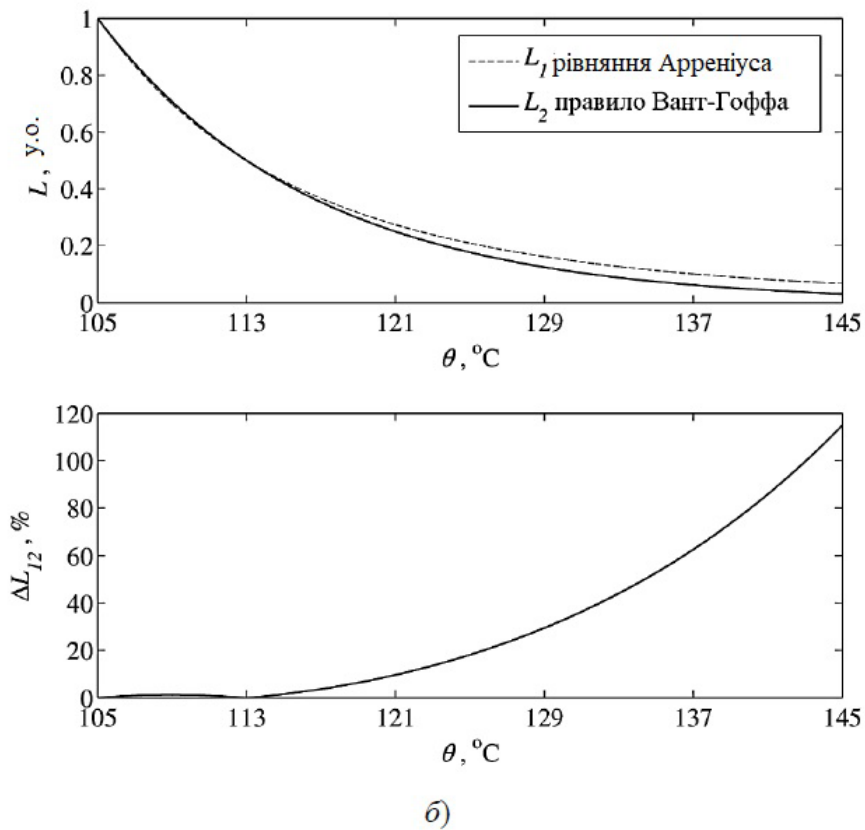 1
0.8
0.6
0.4
0.2
0
L, у.о.
L1 рівняння Арреніуса
L2 правило Вант-Гоффа
105 113 121 129 137 145
θ, °C
120
100
80
60
40
20
0
ΔL12, %
105 113 121 129 137 145
θ, °C
б)